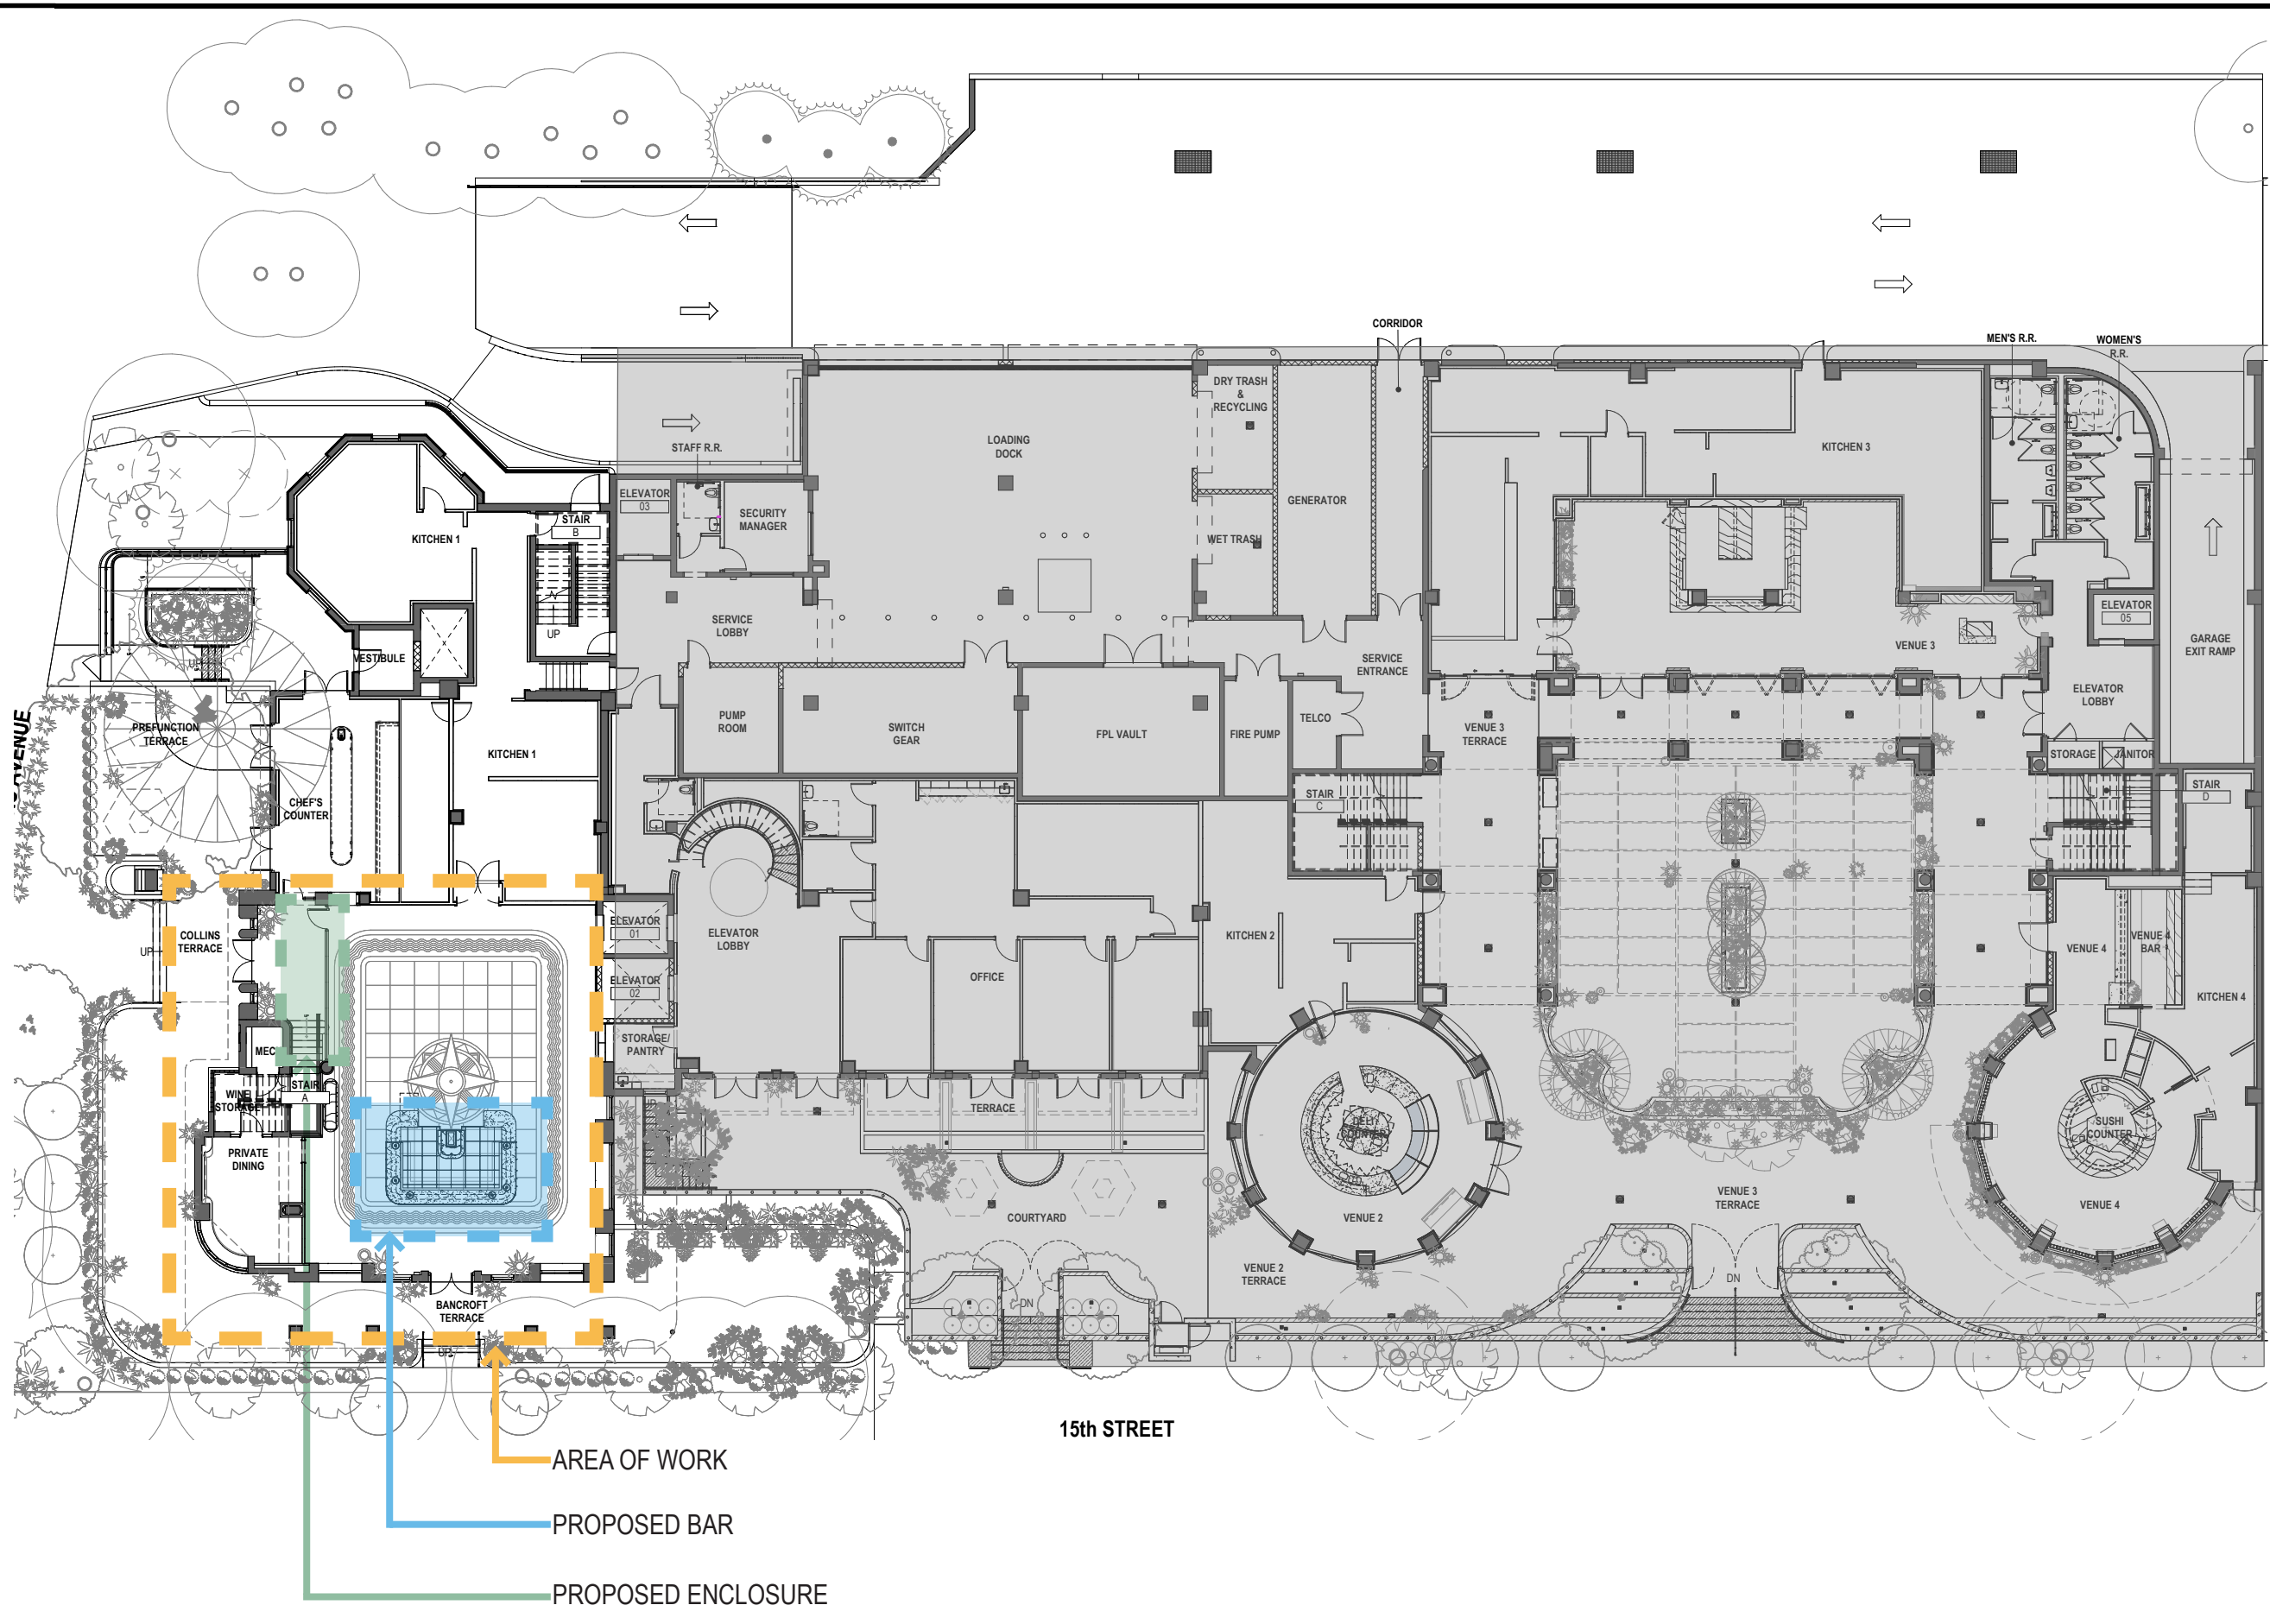 CORRIDOR
MEN'S R.R.
WOMEN'S
R.R.
DRY TRASH
&
RECYCLING
LOADING
DOCK
STAFF R.R.
KITCHEN 3
ELEVATOR
03
SECURITY
MANAGER
GENERATOR
STAIR
B
KITCHEN 1
WET TRASH
ELEVATOR
05
UP
SERVICE
LOBBY
VESTIBULE
SERVICE
ENTRANCE
VENUE 3
GARAGE
EXIT RAMP
UP
ELEVATOR
LOBBY
AVENUE
PREFUNCTION
TERRACE
PUMP
ROOM
SWITCH
GEAR
FPL VAULT
FIRE PUMP
TELCO
VENUE 3
TERRACE
KITCHEN 1
STORAGE
JANITOR
CHEF'S
COUNTER
STAIR
C
STAIR
D
COLLINS
TERRACE
UP
ELEVATOR
01
ELEVATOR
LOBBY
KITCHEN 2
VENUE 4
VENUE 4
BAR
ELEVATOR
02
OFFICE
KITCHEN 4
MEC
STORAGE/
PANTRY
STAIR
A
WINE
STORAGE
TERRACE
UP
DELI
COUNTER
SUSHI
COUNTER
PRIVATE
DINING
COURTYARD
VENUE 2
VENUE 3
TERRACE
VENUE 4
VENUE 2
TERRACE
DN
DN
BANCROFT
TERRACE
UP
15th STREET
AREA OF WORK
PROPOSED BAR
PROPOSED ENCLOSURE